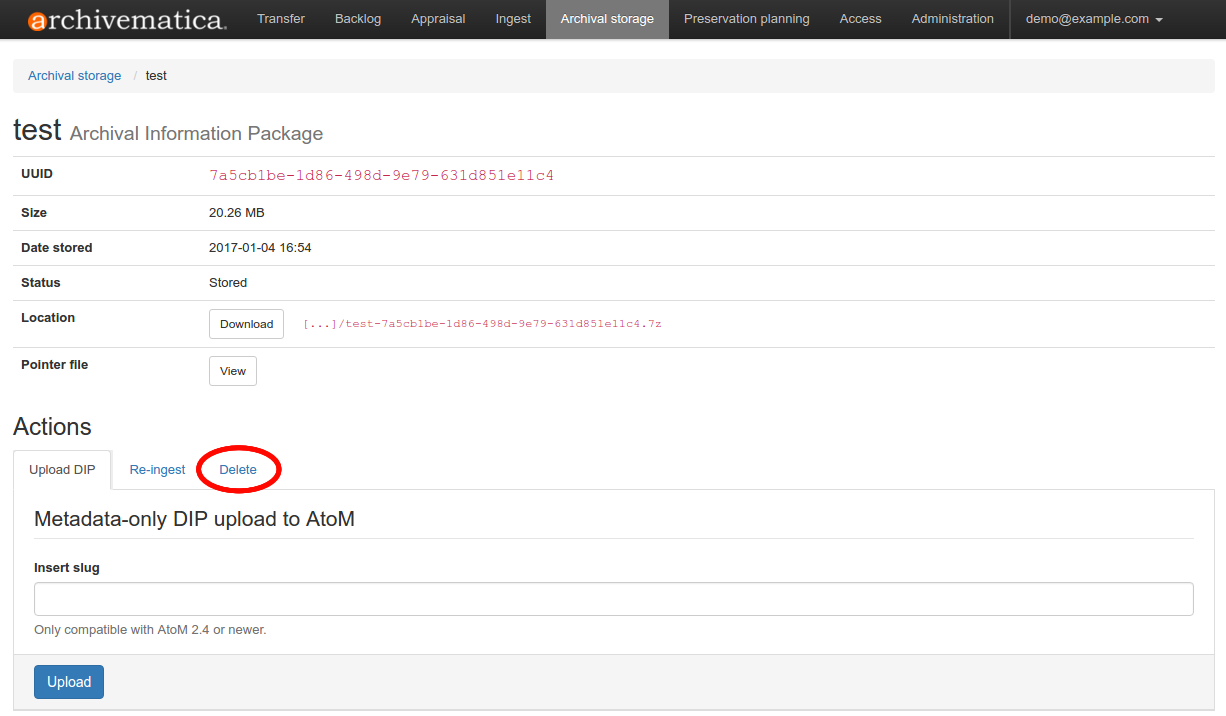 archivematica. Transfer Backlog Appraisal Ingest Archival storage Preservation planning Access Administration demo@example.com
Archival storage / test
test Archival Information Package
UUID 7a5cb1be-1d86-498d-9e79-631d851e11c4
Size 20.26 MB
Date stored 2017-01-04 16:54
Status Stored
Location Download [...]/test-7a5cb1be-1d86-498d-9e79-631d851e11c4.7z
Pointer file View
Actions
Upload DIP Re-ingest Delete
Metadata-only DIP upload to AtoM
Insert slug
Only compatible with AtoM 2.4 or newer.
Upload